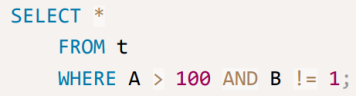 SELECT *
FROM t
WHERE A > 100 AND B != 1;